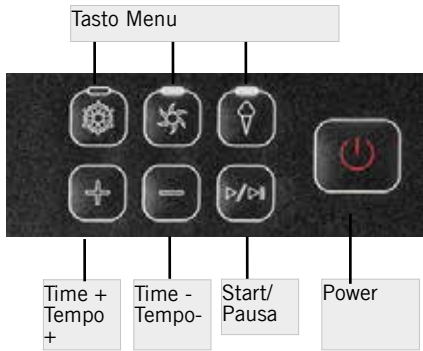 Tasto Menu
Time +
Tempo
+
Time -
Tempo-
Start/
Pausa
Power